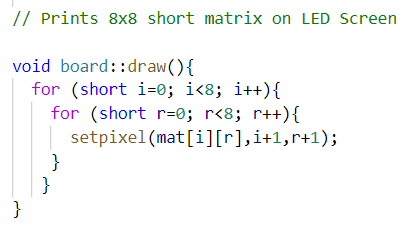 // Prints 8x8 short matrix on LED Screen
void board::draw(){
for (short i=0; i<8; i++){
for (short r=0; r<8; r++){
setpixel(mat[i][r],i+1,r+1);
}
}
}